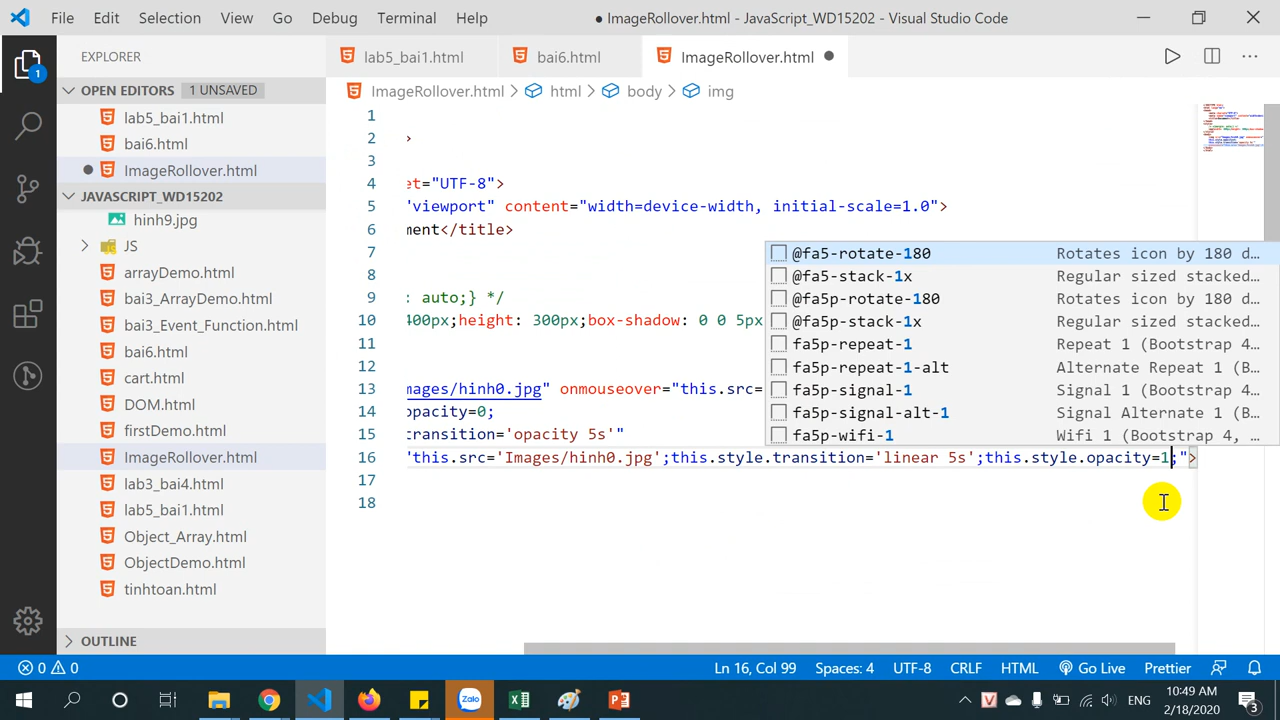 File Edit Selection View Go Debug Terminal Help
● ImageRollover.html - JavaScript_WD15202 - Visual Studio Code
1
EXPLORER
OPEN EDITORS 1 UNSAVED
lab5_bai1.html
bai6.html
ImageRollover.html
JAVASCRIPT_WD15202
hinh9.jpg
JS
arrayDemo.html
bai3_ArrayDemo.html
bai3_Event_Function.html
bai6.html
cart.html
DOM.html
firstDemo.html
ImageRollover.html
lab3_bai4.html
lab5_bai1.html
Object_Array.html
ObjectDemo.html
tinhtoan.html
OUTLINE
lab5_bai1.html bai6.html ImageRollover.html
ImageRollover.html > html > body > img
1
2 >
3
4 et="UTF-8">
5 "viewport" content="width=device-width, initial-scale=1.0">
6 ment</title>
7
8
9 : auto;} */
10 400px;height: 300px;box-shadow: 0 0 5px
11
12
13 mages/hinh0.jpg" onmouseover="this.src=
14 opacity=0;
15 transition='opacity 5s'"
16 "this.src='Images/hinh0.jpg';this.style.transition='linear 5s';this.style.opacity=1;">
17
18
@fa5-rotate-180 Rotates icon by 180 d…
@fa5-stack-1x Regular sized stacked…
@fa5p-rotate-180 Rotates icon by 180 d…
@fa5p-stack-1x Regular sized stacked…
fa5p-repeat-1 Repeat 1 (Bootstrap 4…
fa5p-repeat-1-alt Alternate Repeat 1 (B…
fa5p-signal-1 Signal 1 (Bootstrap 4…
fa5p-signal-alt-1 Signal Alternate 1 (B…
fa5p-wifi-1 Wifi 1 (Bootstrap 4, …
0 0 Ln 16, Col 99 Spaces: 4 UTF-8 CRLF HTML Go Live Prettier
Zalo
ENG
10:49 AM
2/18/2020
3